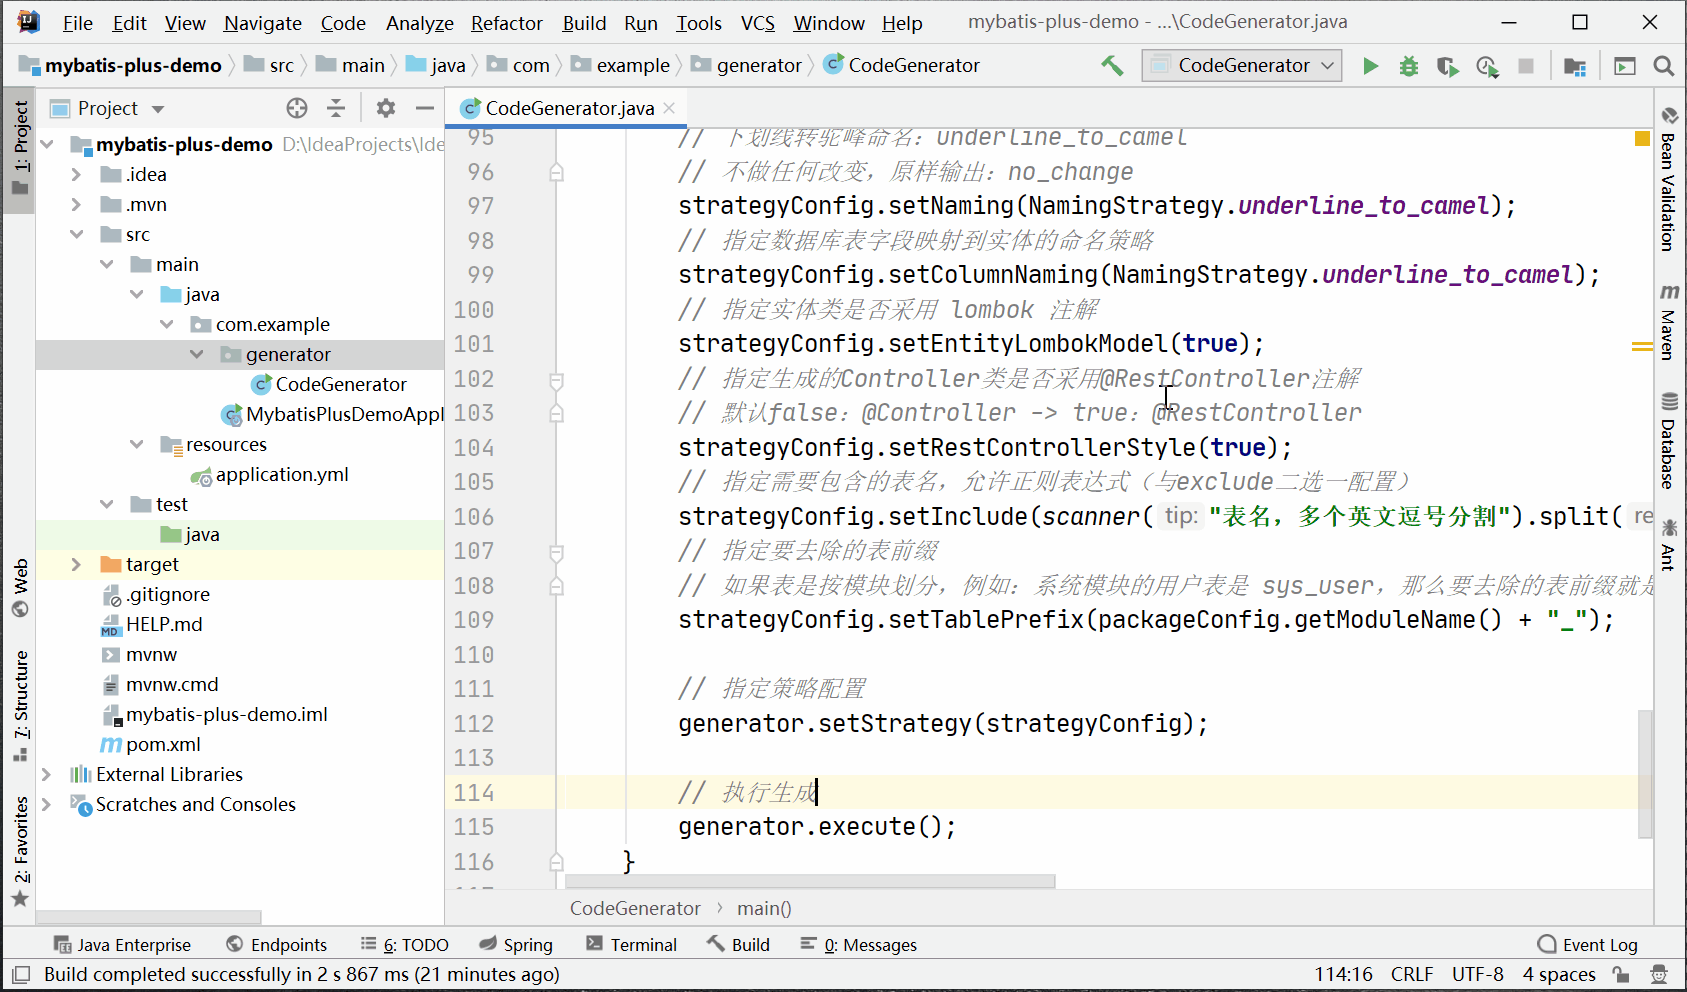 File Edit View Navigate Code Analyze Refactor Build Run Tools VCS Window Help mybatis-plus-demo - ...\CodeGenerator.java
mybatis-plus-demo src main java com example generator CodeGenerator CodeGenerator
Project CodeGenerator.java
1: Project
Web
7: Structure
2: Favorites
mybatis-plus-demo D:\IdeaProjects\Ide
.idea
.mvn
src
main
java
com.example
generator
CodeGenerator
MybatisPlusDemoAppl
resources
application.yml
test
java
target
.gitignore
HELP.md
mvnw
mvnw.cmd
mybatis-plus-demo.iml
pom.xml
External Libraries
Scratches and Consoles
95 // 下划线转驼峰命名：underline_to_camel
96 // 不做任何改变，原样输出：no_change
97 strategyConfig.setNaming(NamingStrategy.underline_to_camel);
98 // 指定数据库表字段映射到实体的命名策略
99 strategyConfig.setColumnNaming(NamingStrategy.underline_to_camel);
100 // 指定实体类是否采用 lombok 注解
101 strategyConfig.setEntityLombokModel(true);
102 // 指定生成的Controller类是否采用@RestController注解
103 // 默认false：@Controller -> true：@RestController
104 strategyConfig.setRestControllerStyle(true);
105 // 指定需要包含的表名，允许正则表达式（与exclude二选一配置）
106 strategyConfig.setInclude(scanner( tip: "表名，多个英文逗号分割").split( re
107 // 指定要去除的表前缀
108 // 如果表是按模块划分，例如：系统模块的用户表是 sys_user，那么要去除的表前缀就是
109 strategyConfig.setTablePrefix(packageConfig.getModuleName() + "_");
110
111 // 指定策略配置
112 generator.setStrategy(strategyConfig);
113
114 // 执行生成
115 generator.execute();
116 }
CodeGenerator › main()
Bean Validation
Maven
Database
Ant
Java Enterprise Endpoints 6: TODO Spring Terminal Build 0: Messages Event Log
Build completed successfully in 2 s 867 ms (21 minutes ago) 114:16 CRLF UTF-8 4 spaces